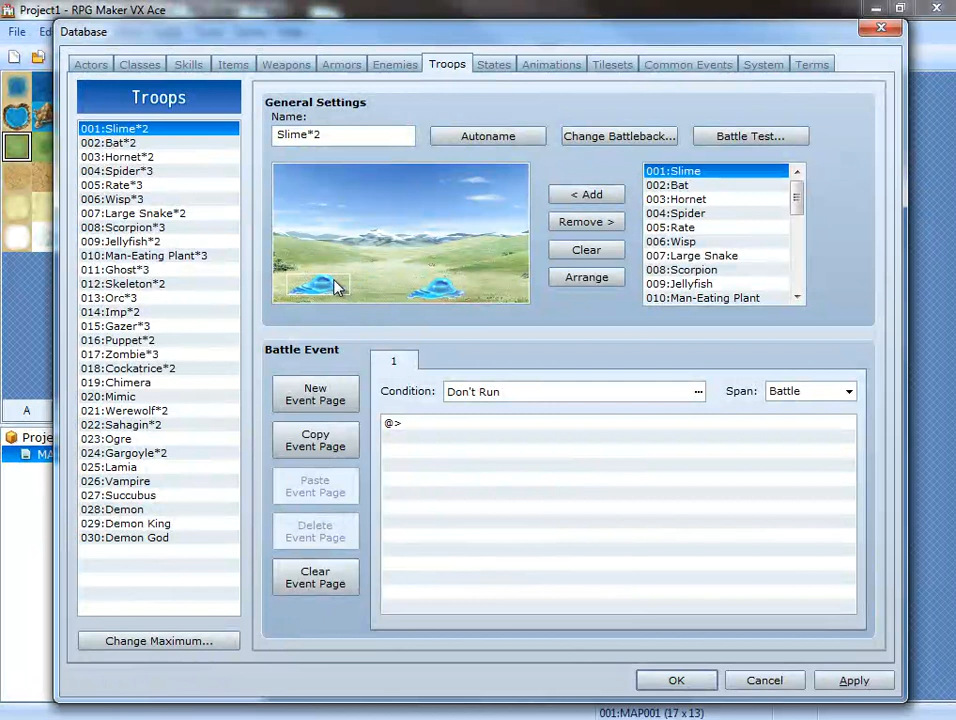 Project1 - RPG Maker VX Ace
File
Database
Actors Classes Skills Items Weapons Armors Enemies Troops States Animations Tilesets Common Events System Terms
Troops
001:Slime*2
002:Bat*2
003:Hornet*2
004:Spider*3
005:Rate*3
006:Wisp*3
007:Large Snake*2
008:Scorpion*3
009:Jellyfish*2
010:Man-Eating Plant*3
011:Ghost*3
012:Skeleton*2
013:Orc*3
014:Imp*2
015:Gazer*3
016:Puppet*2
017:Zombie*3
018:Cockatrice*2
019:Chimera
020:Mimic
021:Werewolf*2
022:Sahagin*2
023:Ogre
024:Gargoyle*2
025:Lamia
026:Vampire
027:Succubus
028:Demon
029:Demon King
030:Demon God
Change Maximum...
General Settings
Name:
Slime*2
Autoname
Change Battleback...
Battle Test...
< Add
Remove >
Clear
Arrange
001:Slime
002:Bat
003:Hornet
004:Spider
005:Rate
006:Wisp
007:Large Snake
008:Scorpion
009:Jellyfish
010:Man-Eating Plant
Battle Event
New
Event Page
Copy
Event Page
Paste
Event Page
Delete
Event Page
Clear
Event Page
1
Condition: Don't Run ...
Span: Battle
@>
OK
Cancel
Apply
A
001:MAP001 (17 x 13)